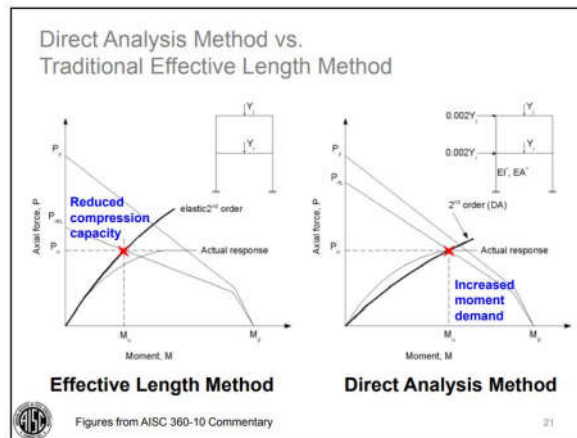 Direct Analysis Method vs.
Traditional Effective Length Method
Y
Y
P
Reduced
compression
capacity
elastic2nd order
P
P
Actual response
Axial force, P
M
M
Moment, M
Effective Length Method
0.002Y
0.002Y
Y
Y
EI*, EA*
P
P
2nd order (DA)
P
Actual response
Increased
moment
demand
Axial force, P
M
M
Moment, M
Direct Analysis Method
AISC
Figures from AISC 360-10 Commentary
21